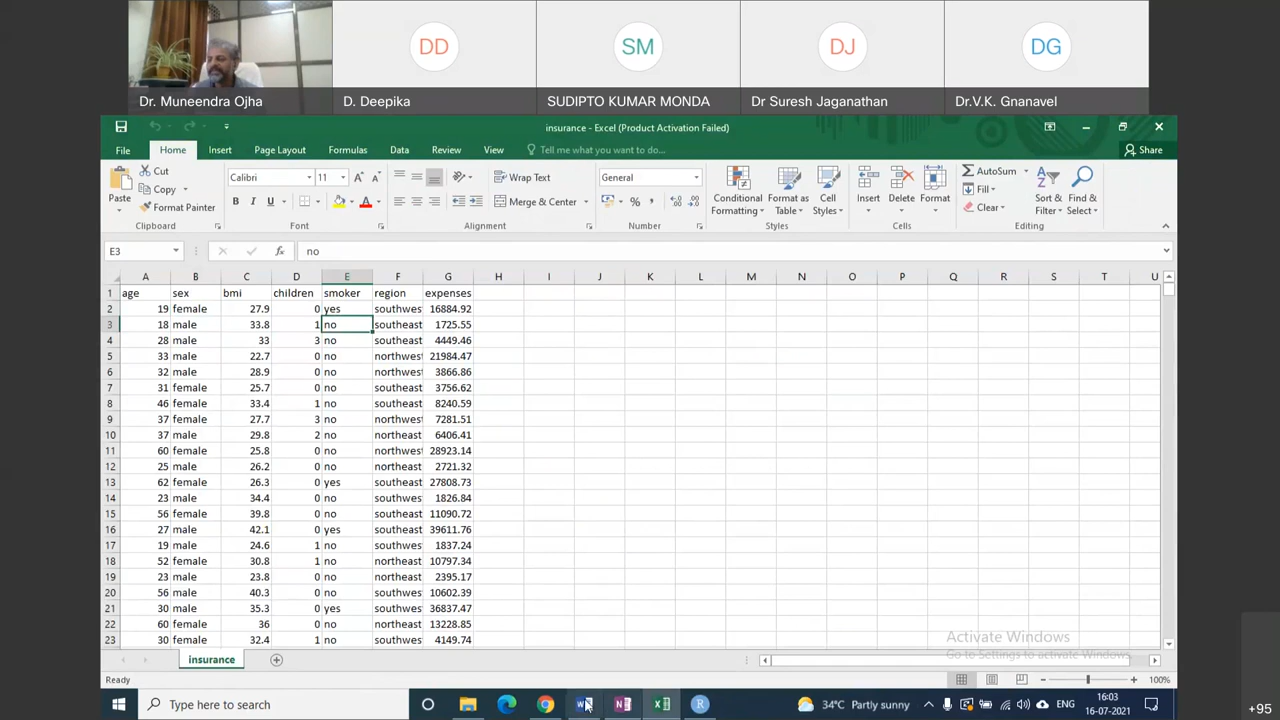 DD SM DJ DG
Dr. Muneendra Ojha D. Deepika SUDIPTO KUMAR MONDA Dr Suresh Jaganathan Dr.V.K. Gnanavel
insurance - Excel (Product Activation Failed)
File Home Insert Page Layout Formulas Data Review View Tell me what you want to do... Share
Paste Cut Copy Format Painter
Calibri 11 B I U A
Wrap Text Merge & Center
General % ,
Conditional Formatting Format as Table Cell Styles
Insert Delete Format
AutoSum Fill Clear Sort & Filter Find & Select
Clipboard Font Alignment Number Styles Cells Editing
E3 fx no
A B C D E F G H I J K L M N O P Q R S T U
1 age sex bmi children smoker region expenses
2 19 female 27.9 0 yes southwes 16884.92
3 18 male 33.8 1 no southeast 1725.55
4 28 male 33 3 no southeast 4449.46
5 33 male 22.7 0 no northwest 21984.47
6 32 male 28.9 0 no northwest 3866.86
7 31 female 25.7 0 no southeast 3756.62
8 46 female 33.4 1 no southeast 8240.59
9 37 female 27.7 3 no northwest 7281.51
10 37 male 29.8 2 no northeast 6406.41
11 60 female 25.8 0 no northwest 28923.14
12 25 male 26.2 0 no northeast 2721.32
13 62 female 26.3 0 yes southeast 27808.73
14 23 male 34.4 0 no southwes 1826.84
15 56 female 39.8 0 no southeast 11090.72
16 27 male 42.1 0 yes southeast 39611.76
17 19 male 24.6 1 no southwes 1837.24
18 52 female 30.8 1 no northeast 10797.34
19 23 male 23.8 0 no northeast 2395.17
20 56 male 40.3 0 no southwes 10602.39
21 30 male 35.3 0 yes southwes 36837.47
22 60 female 36 0 no northeast 13228.85
23 30 female 32.4 1 no southwes 4149.74
Activate Windows
Go to Settings to activate Windows.
insurance
Ready 100%
Type here to search 34°C Partly sunny ENG 16:03 16-07-2021
+95